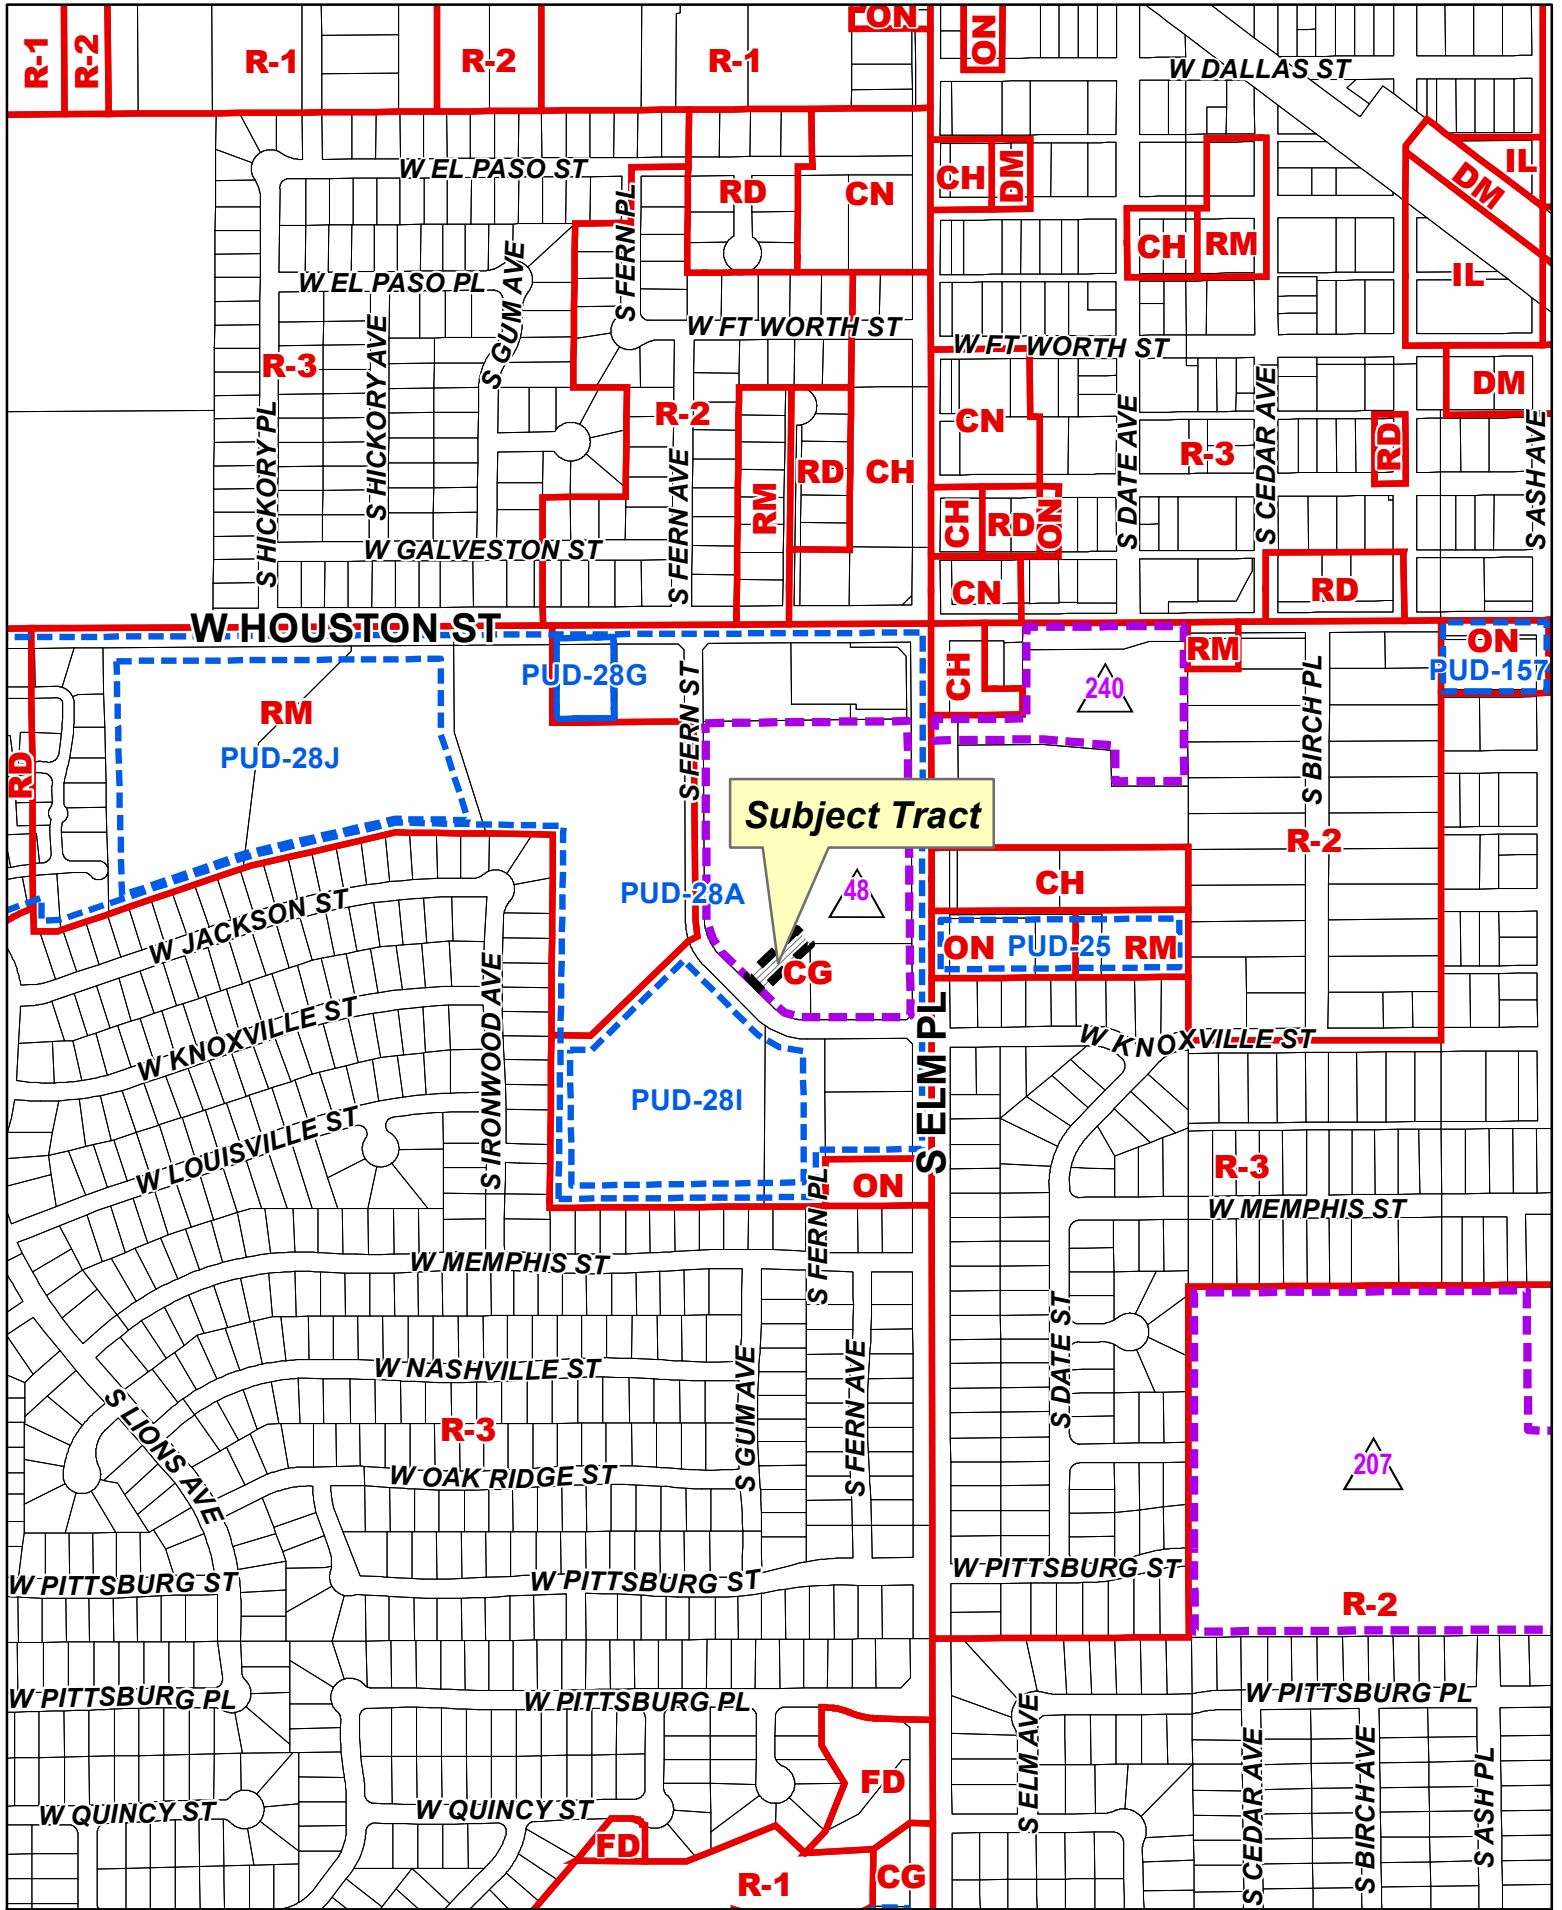 ON
ON
R-1
R-2
R-1
R-2
R-1
W DALLAS ST
W EL PASO ST
RD
CN
CH
DM
IL
DM
S FERN PL
CH
RM
W EL PASO PL
S GUM AVE
IL
W FT WORTH ST
W FT WORTH ST
R-3
S HICKORY AVE
DM
R-2
CN
S HICKORY PL
S DATE AVE
R-3
S CEDAR AVE
RD
S ASH AVE
RD
CH
RM
S FERN AVE
CH
RD
ON
W GALVESTON ST
CN
RD
W HOUSTON ST
RM
ON
PUD-157
PUD-28G
CH
240
S FERN ST
RM
PUD-28J
RD
S BIRCH PL
Subject Tract
R-2
CH
PUD-28A
48
W JACKSON ST
ON
PUD-25
RM
CG
S IRONWOOD AVE
W KNOXVILLE ST
W KNOXVILLE ST
S ELM PL
PUD-28I
W LOUISVILLE ST
R-3
ON
W MEMPHIS ST
S FERN PL
W MEMPHIS ST
S DATE ST
W NASHVILLE ST
S GUM AVE
S FERN AVE
S LIONS AVE
R-3
207
W OAK RIDGE ST
W PITTSBURG ST
W PITTSBURG ST
W PITTSBURG ST
R-2
W PITTSBURG PL
W PITTSBURG PL
W PITTSBURG PL
S ELM AVE
S CEDAR AVE
S BIRCH AVE
S ASH PL
FD
W QUINCY ST
W QUINCY ST
FD
R-1
CG